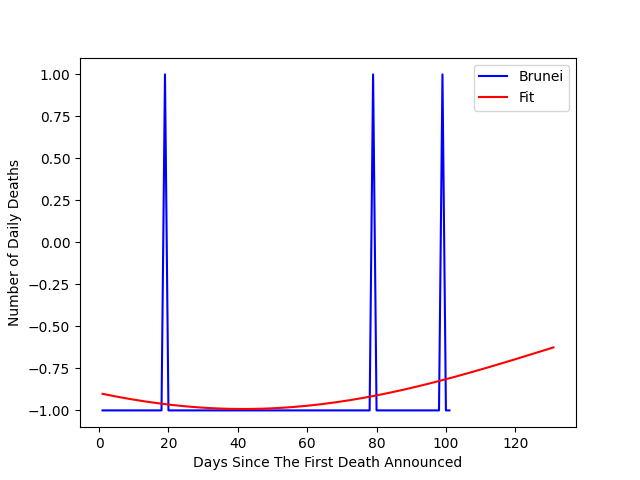 Brunei
Fit
1.00
0.75
0.50
0.25
0.00
−0.25
−0.50
−0.75
−1.00
Number of Daily Deaths
0 20 40 60 80 100 120
Days Since The First Death Announced